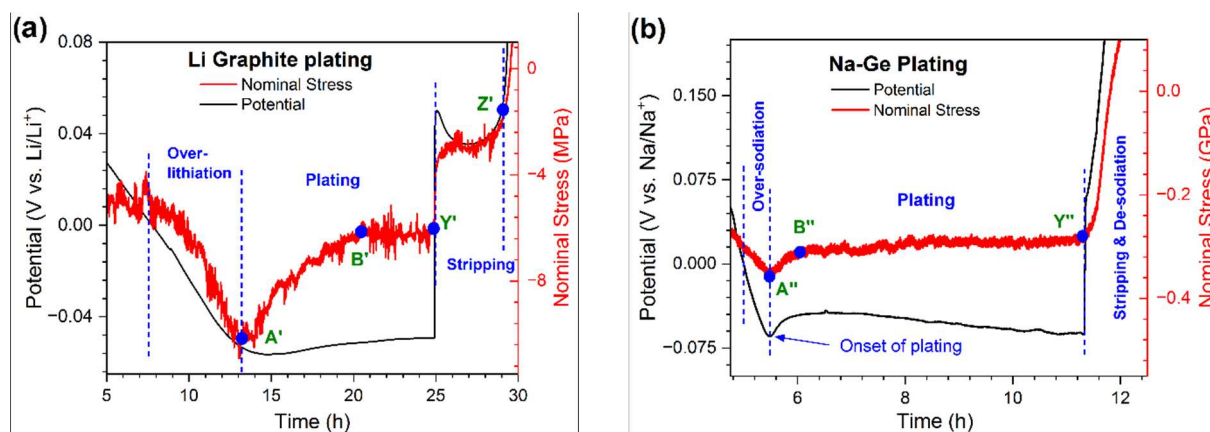 (a)
Li Graphite plating
Nominal Stress
Potential
Over-
lithiation
Plating
Stripping
A'
B'
Y'
Z'
0.08
0.04
0.00
−0.04
Potential (V vs. Li/Li⁺)
5
10
15
20
25
30
Time (h)
0
−4
−8
Nominal Stress (MPa)
(b)
Na-Ge Plating
Potential
Nominal Stress
Over-sodiation
Plating
Stripping & De-sodiation
A''
B''
Y''
Onset of plating
0.150
0.075
0.000
−0.075
Potential (V vs. Na/Na⁺)
6
8
10
12
Time (h)
0.0
−0.2
−0.4
Nominal Stress (GPa)